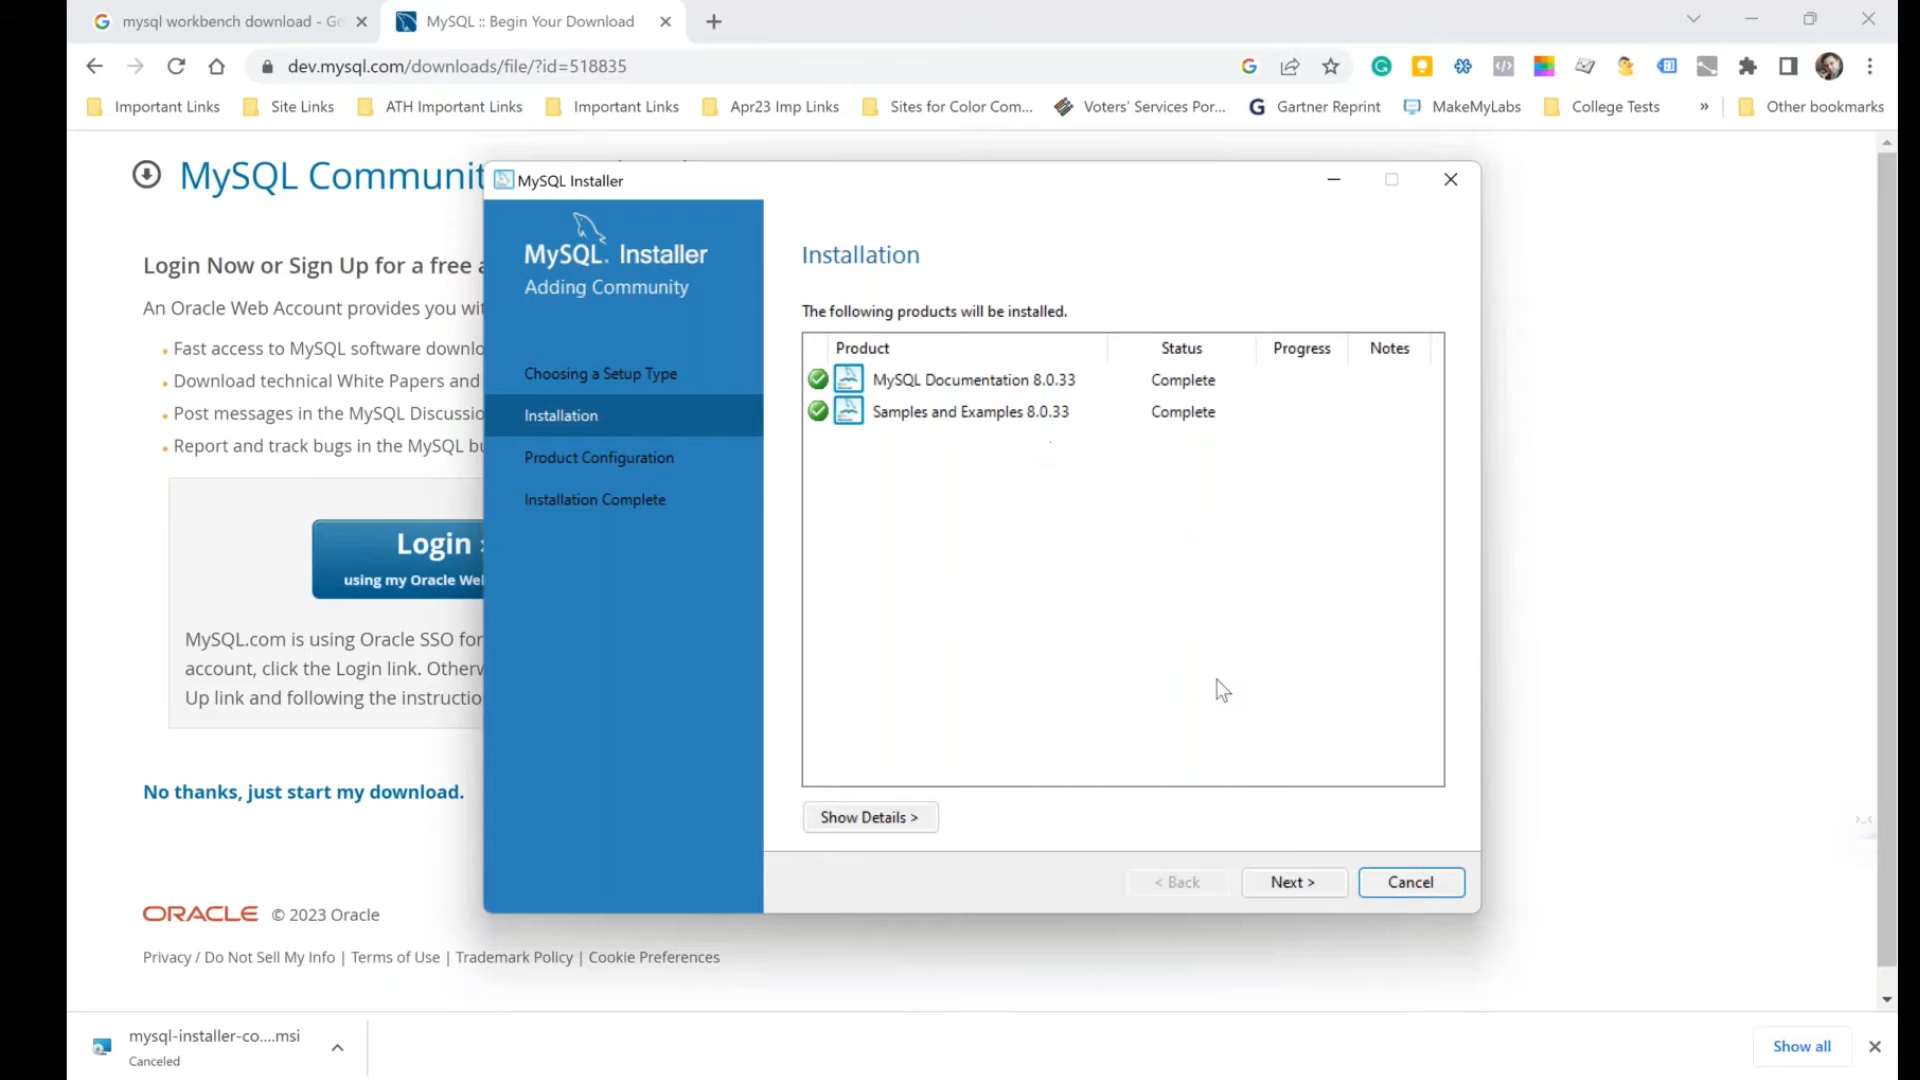 mysql workbench download - Go
MySQL :: Begin Your Download
dev.mysql.com/downloads/file/?id=518835
Important Links
Site Links
ATH Important Links
Important Links
Apr23 Imp Links
Sites for Color Com...
Voters' Services Por...
Gartner Reprint
MakeMyLabs
College Tests
»
Other bookmarks
MySQL Communit
Login Now or Sign Up for a free a
An Oracle Web Account provides you wit
• Fast access to MySQL software downlo
• Download technical White Papers and
• Post messages in the MySQL Discussio
• Report and track bugs in the MySQL bu
Login ›
using my Oracle Wel
MySQL.com is using Oracle SSO for
account, click the Login link. Otherw
Up link and following the instructio
No thanks, just start my download.
ORACLE © 2023 Oracle
Privacy / Do Not Sell My Info | Terms of Use | Trademark Policy | Cookie Preferences
MySQL Installer
MySQL. Installer
Adding Community
Choosing a Setup Type
Installation
Product Configuration
Installation Complete
Installation
The following products will be installed.
Product Status Progress Notes
MySQL Documentation 8.0.33 Complete
Samples and Examples 8.0.33 Complete
Show Details >
< Back
Next >
Cancel
mysql-installer-co....msi
Canceled
Show all